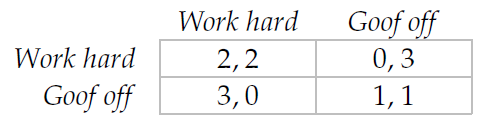 Work hard Goof off
Work hard 2, 2 0, 3
Goof off 3, 0 1, 1